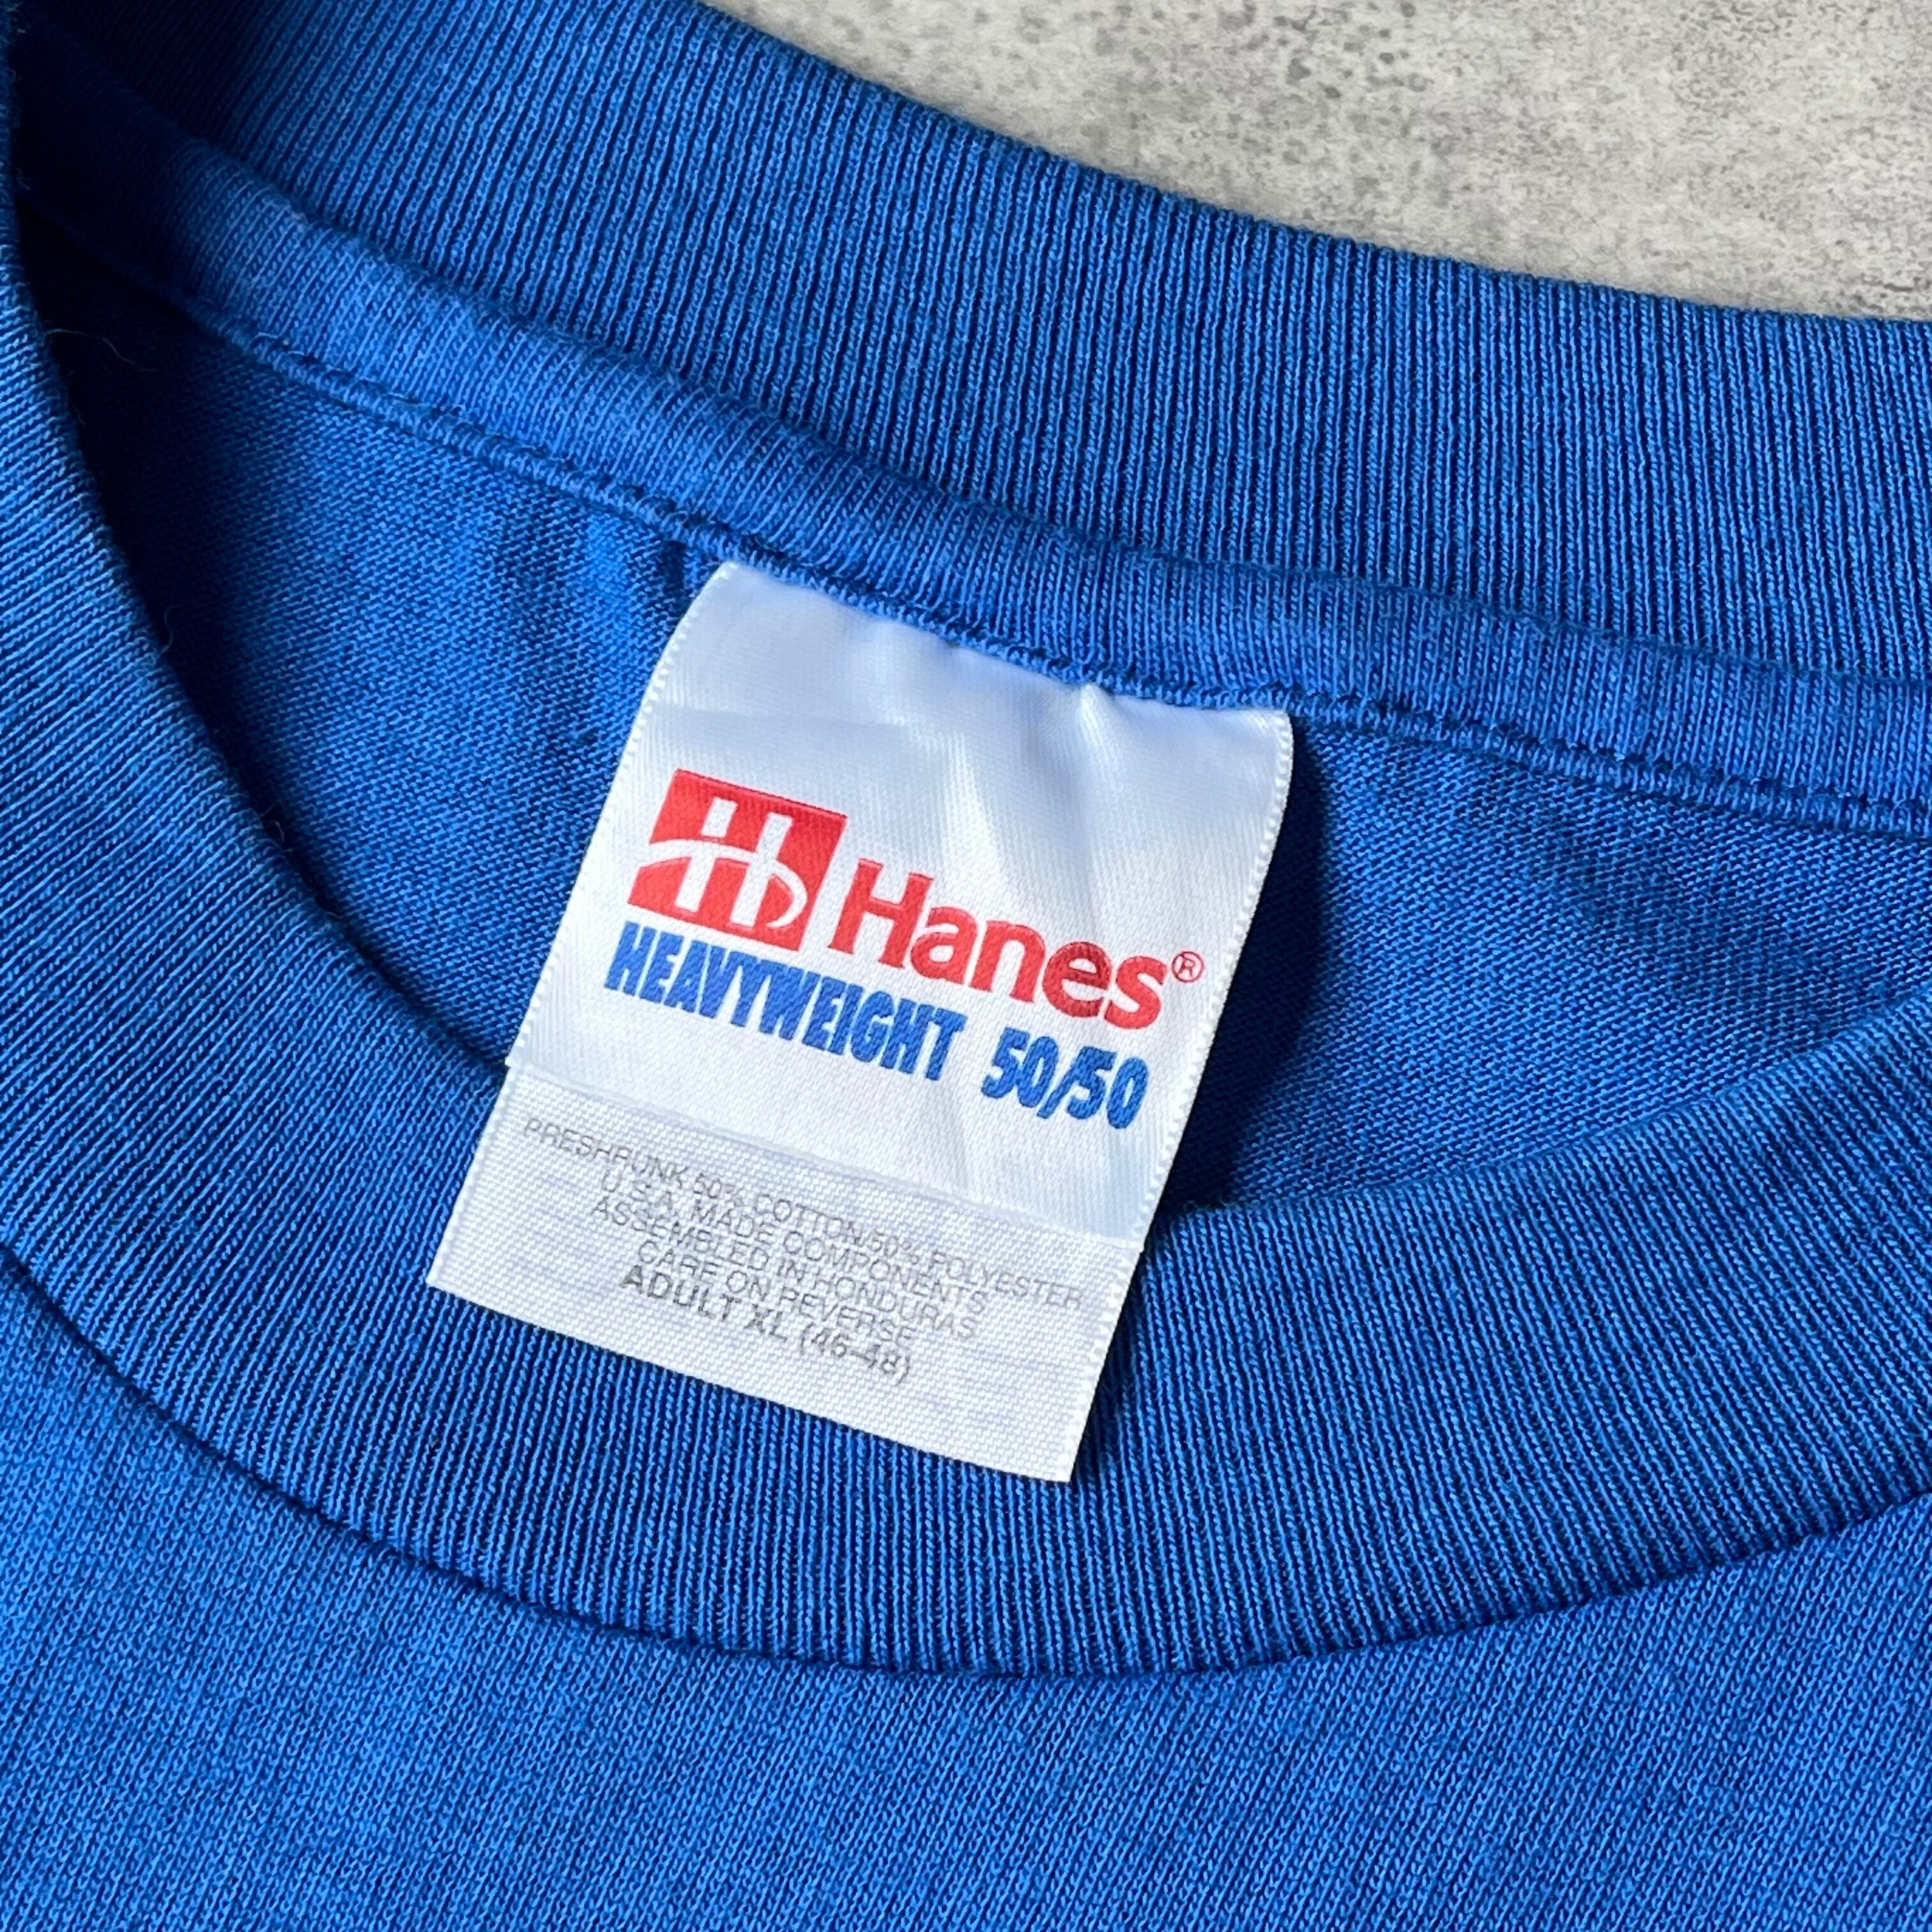 Hanes®
HEAVYWEIGHT 50/50
PRESHRUNK 50% COTTON/50% POLYESTER
U.S.A. MADE COMPONENTS
ASSEMBLED IN HONDURAS
CARE ON REVERSE
ADULT XL (46-48)